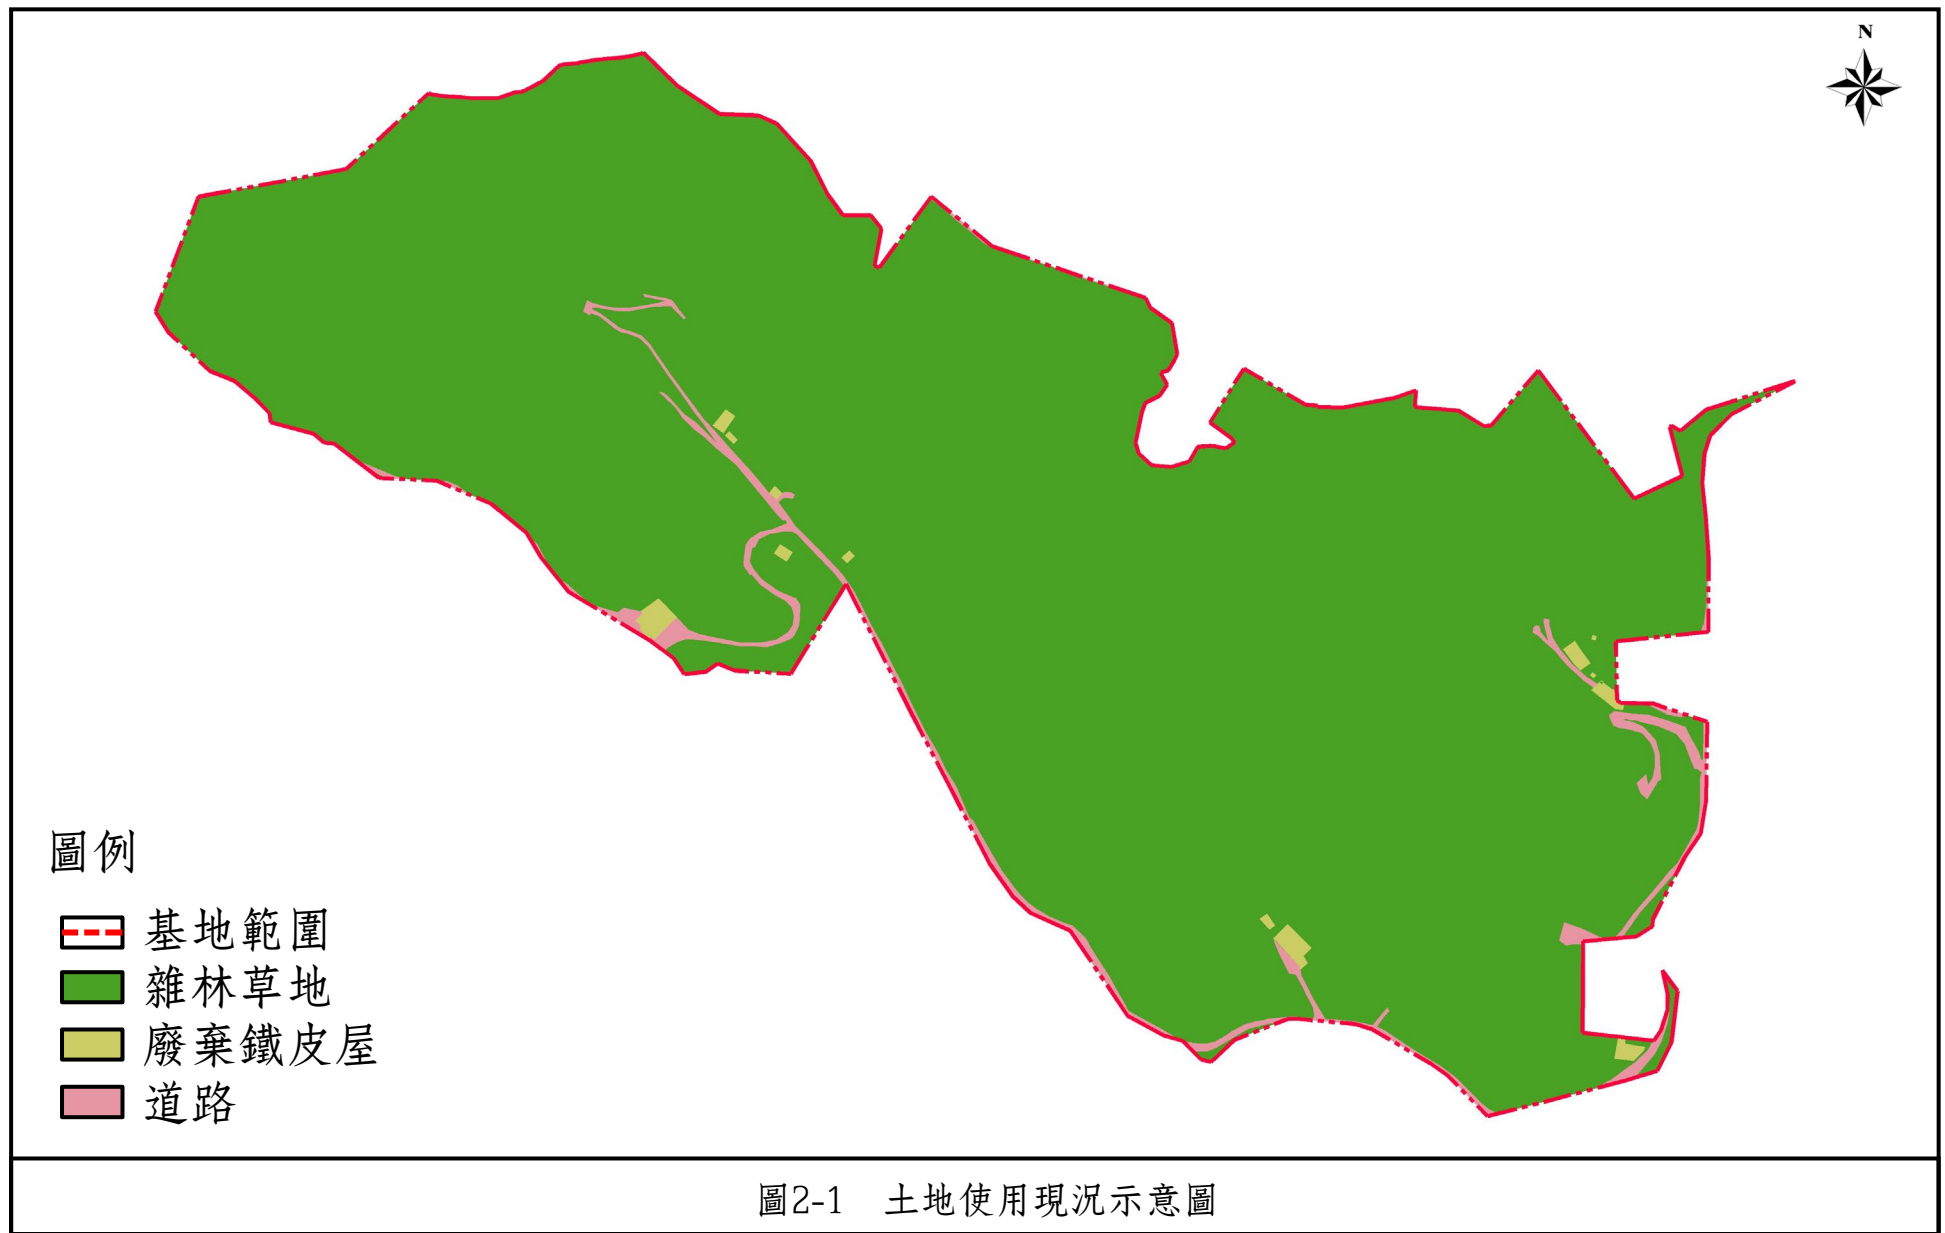 N
圖例
基地範圍
雜林草地
廢棄鐵皮屋
道路
圖2-1 土地使用現況示意圖